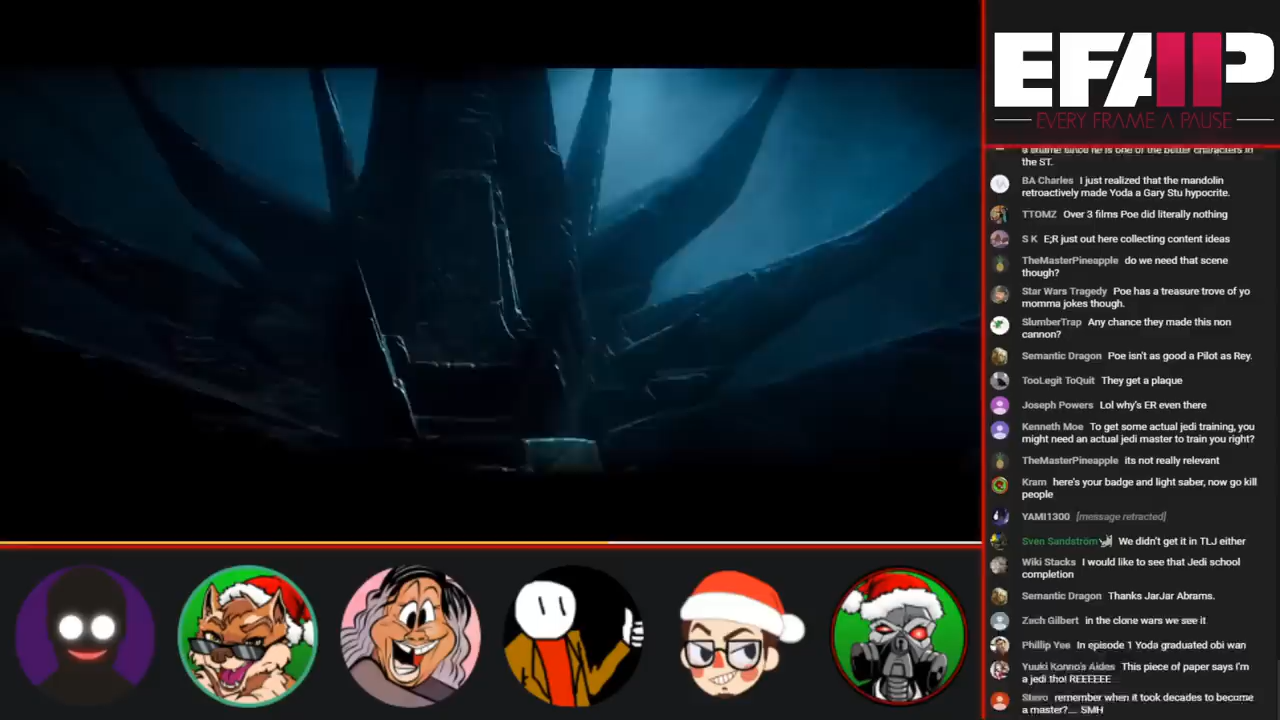 EFAP
EVERY FRAME A PAUSE
a shame since he is one of the better characters in
the ST.
BA Charles I just realized that the mandolin
retroactively made Yoda a Gary Stu hypocrite.
TTOMZ Over 3 films Poe did literally nothing
S K E;R just out here collecting content ideas
TheMasterPineapple do we need that scene
though?
Star Wars Tragedy Poe has a treasure trove of yo
momma jokes though.
SlumberTrap Any chance they made this non
cannon?
Semantic Dragon Poe isn't as good a Pilot as Rey.
TooLegit ToQuit They get a plaque
Joseph Powers Lol why's ER even there
Kenneth Moe To get some actual jedi training, you
might need an actual jedi master to train you right?
TheMasterPineapple its not really relevant
Kram here's your badge and light saber, now go kill
people
YAMI1300 [message retracted]
Sven Sandström We didn't get it in TLJ either
Wiki Stacks I would like to see that Jedi school
completion
Semantic Dragon Thanks JarJar Abrams.
Zach Gilbert in the clone wars we see it
Phillip Yee In episode 1 Yoda graduated obi wan
Yuuki Konno's Aides This piece of paper says I'm
a jedi tho! REEEEEE
remember when it took decades to become
a master?.... SMH